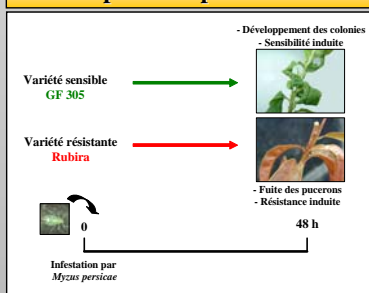 - Développement des colonies
- Sensibilité induite
Variété sensible
GF 305
Variété résistante
Rubira
- Fuite des pucerons
- Résistance induite
0
48 h
Infestation par
Myzus persicae